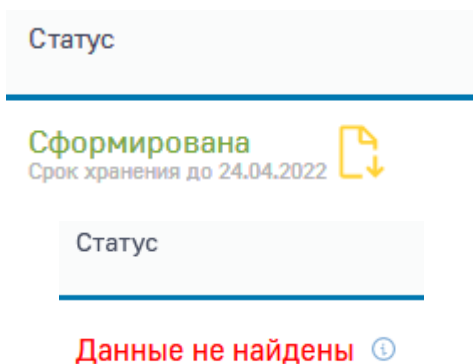 Статус
Сформирована
Срок хранения до 24.04.2022
Статус
Данные не найдены